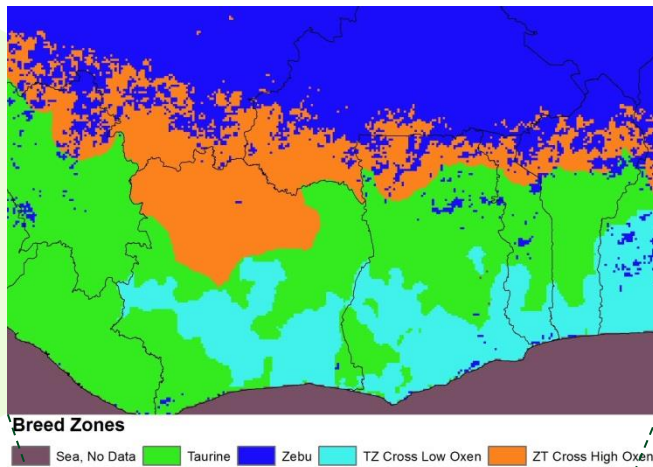 Breed Zones
Sea, No Data Taurine Zebu TZ Cross Low Oxen ZT Cross High Oxen